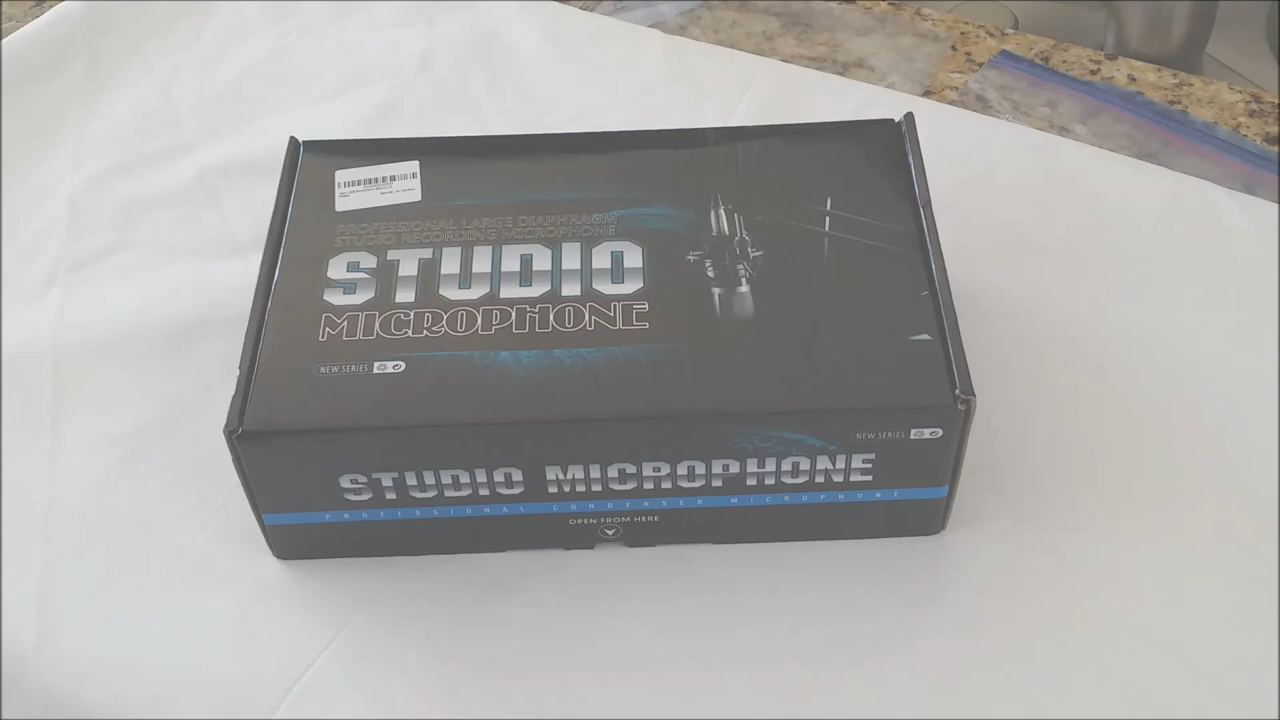 PROFESSIONAL LARGE DIAPHRAGM
STUDIO RECORDING MICROPHONE
STUDIO
MICROPHONE
NEW SERIES
NEW SERIES
STUDIO MICROPHONE
PROFESSIONAL CONDENSER MICROPHONE
OPEN FROM HERE